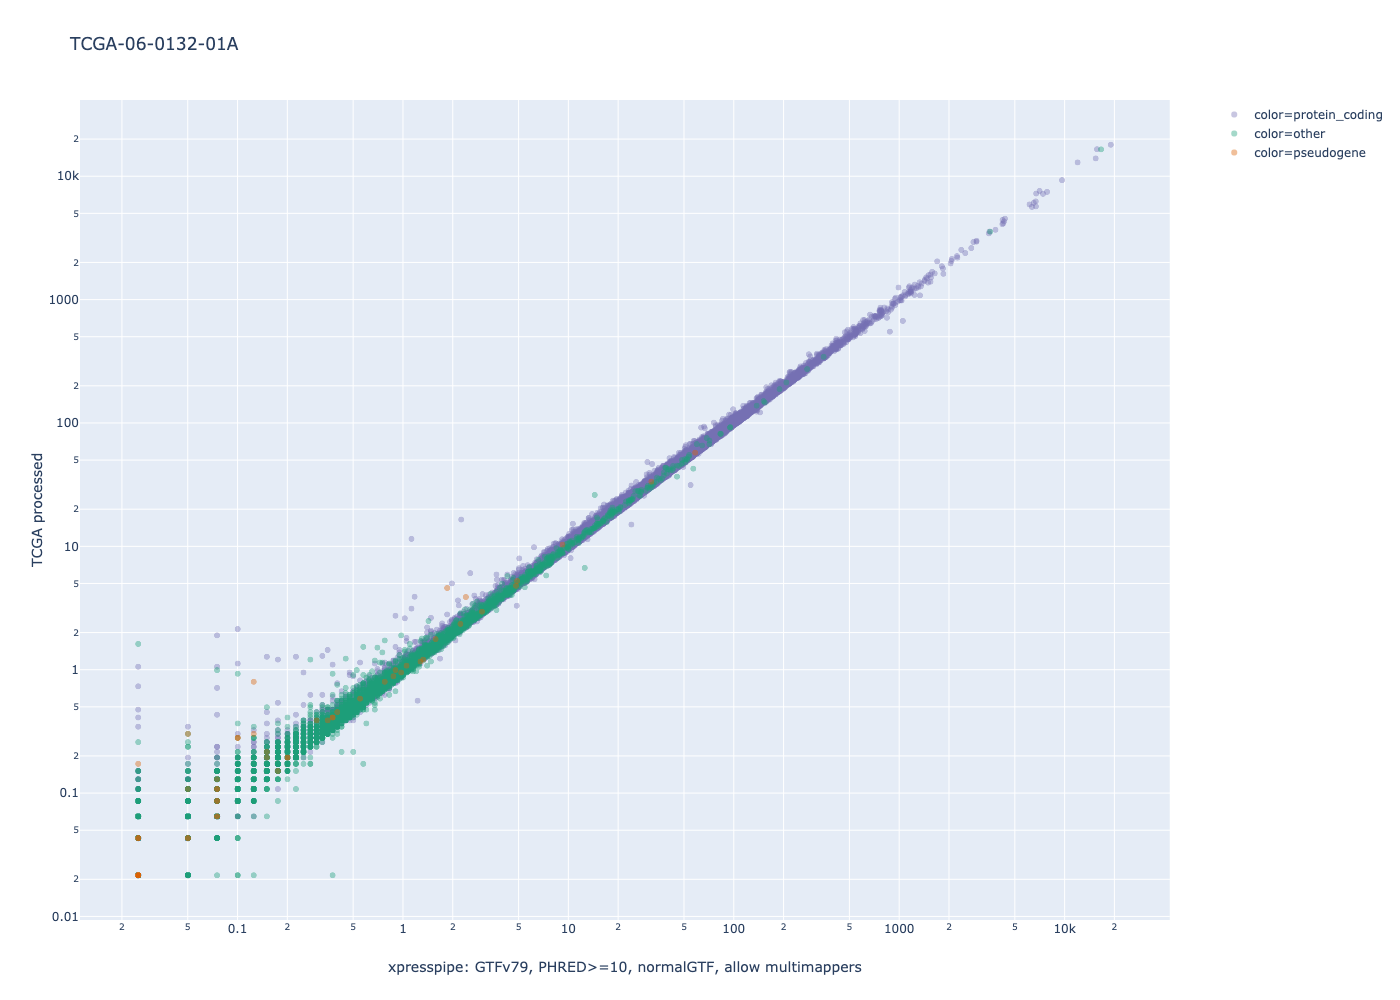 TCGA-06-0132-01A
color=protein_coding
color=other
color=pseudogene
2
10k
5
2
1000
5
2
100
5
2
10
5
2
1
5
2
0.1
5
2
0.01
TCGA processed
2 5 0.1 2 5 1 2 5 10 2 5 100 2 5 1000 2 5 10k 2
xpresspipe: GTFv79, PHRED>=10, normalGTF, allow multimappers